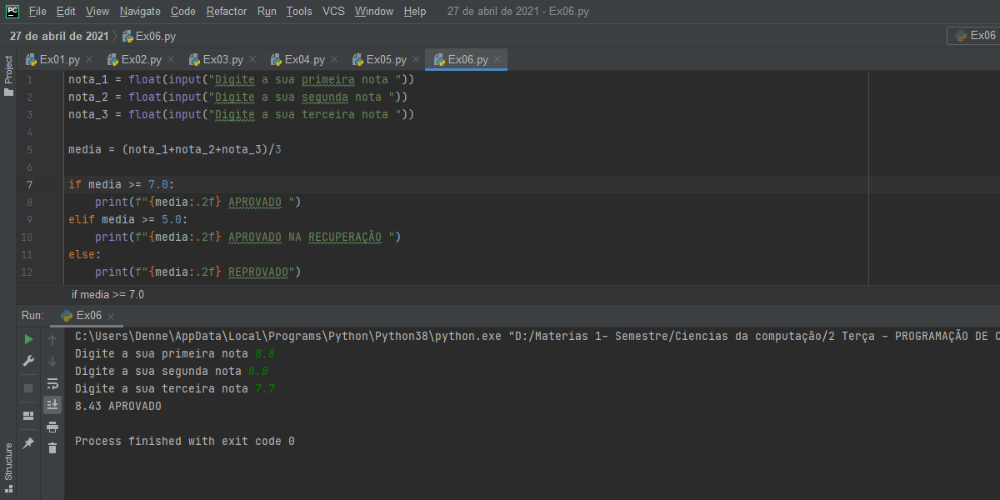 PC File Edit View Navigate Code Refactor Run Tools VCS Window Help 27 de abril de 2021 - Ex06.py
27 de abril de 2021 Ex06.py Ex06
Ex01.py Ex02.py Ex03.py Ex04.py Ex05.py Ex06.py
Project
1 nota_1 = float(input("Digite a sua primeira nota "))
2 nota_2 = float(input("Digite a sua segunda nota "))
3 nota_3 = float(input("Digite a sua terceira nota "))
4
5 media = (nota_1+nota_2+nota_3)/3
6
7 if media >= 7.0:
8     print(f"{media:.2f} APROVADO ")
9 elif media >= 5.0:
10     print(f"{media:.2f} APROVADO NA RECUPERAÇÃO ")
11 else:
12     print(f"{media:.2f} REPROVADO")
if media >= 7.0
Run: Ex06
C:\Users\Denne\AppData\Local\Programs\Python\Python38\python.exe "D:/Materias 1- Semestre/Ciencias da computação/2 Terça - PROGRAMAÇÃO DE C
Digite a sua primeira nota 8.8
Digite a sua segunda nota 8.8
Digite a sua terceira nota 7.7
8.43 APROVADO
Process finished with exit code 0
Structure